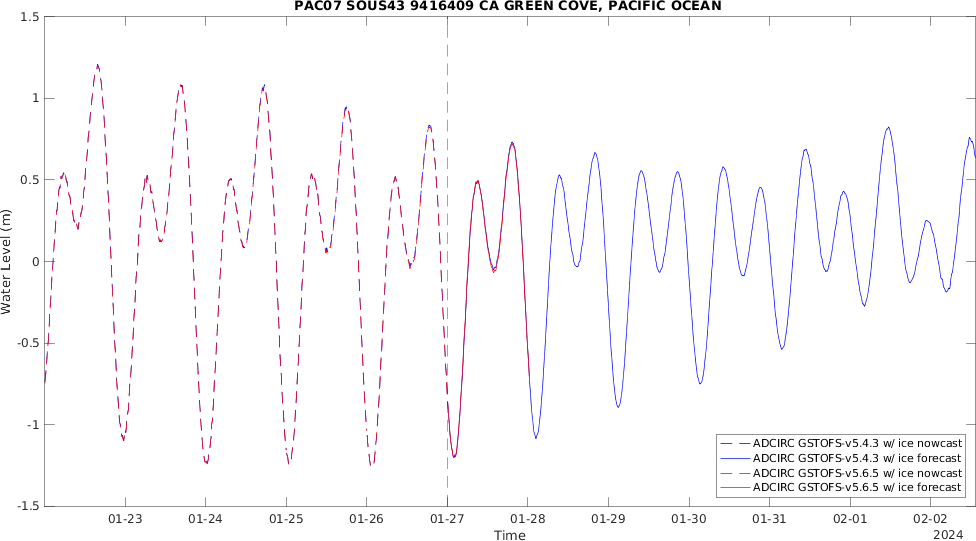 PAC07 SOUS43 9416409 CA GREEN COVE, PACIFIC OCEAN
1.5
1
0.5
0
-0.5
-1
-1.5
Water Level (m)
ADCIRC GSTOFS-v5.4.3 w/ ice nowcast
ADCIRC GSTOFS-v5.4.3 w/ ice forecast
ADCIRC GSTOFS-v5.6.5 w/ ice nowcast
ADCIRC GSTOFS-v5.6.5 w/ ice forecast
01-23 01-24 01-25 01-26 01-27 01-28 01-29 01-30 01-31 02-01 02-02
Time 2024